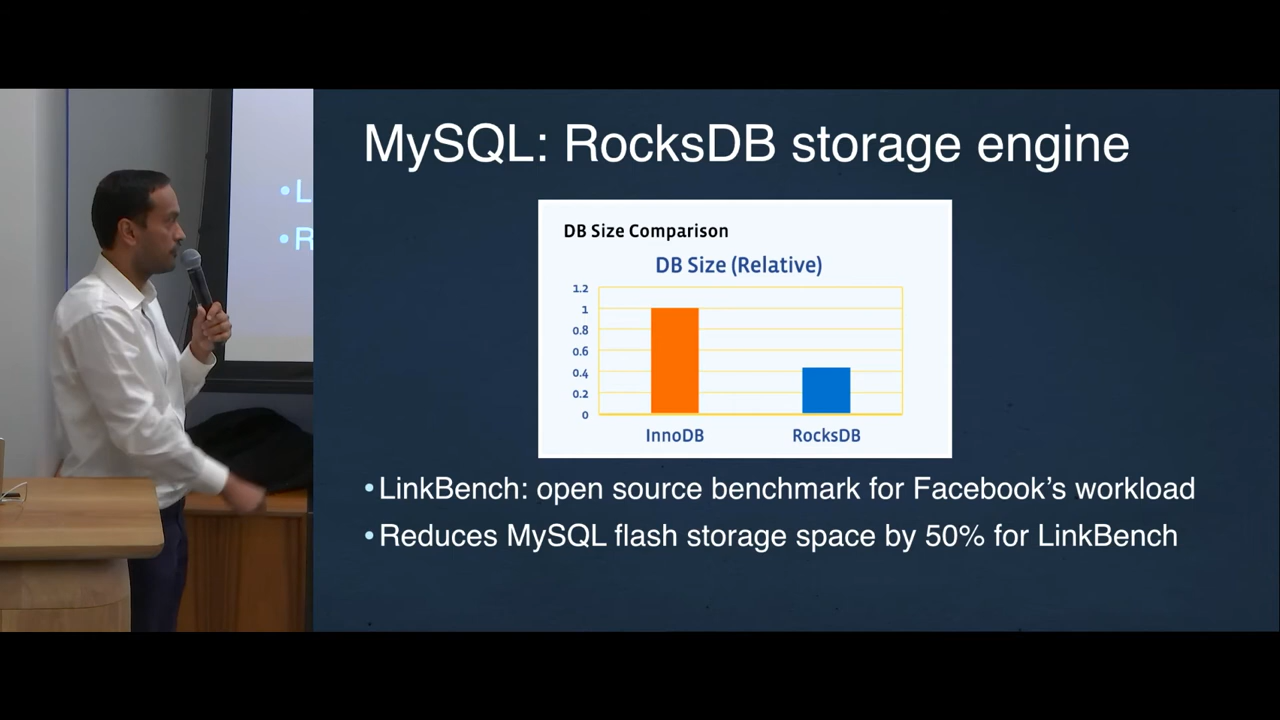 MySQL: RocksDB storage engine
DB Size Comparison
DB Size (Relative)
1.2
1
0.8
0.6
0.4
0.2
0
InnoDB
RocksDB
•LinkBench: open source benchmark for Facebook’s workload
•Reduces MySQL flash storage space by 50% for LinkBench
•L
•R